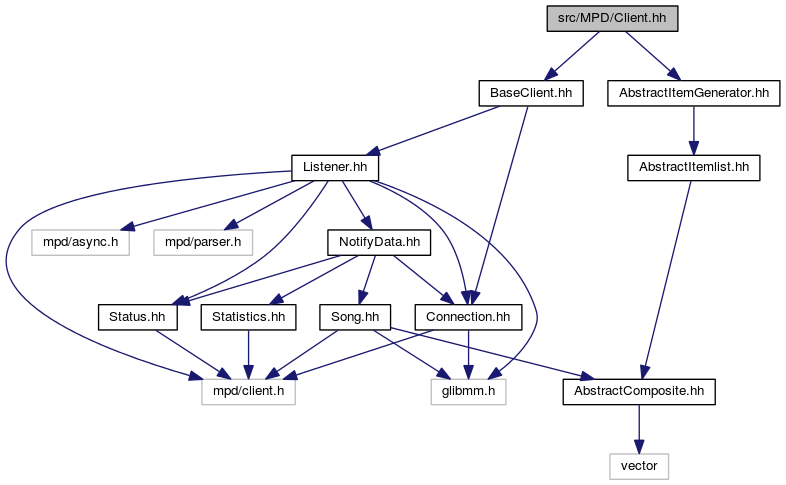 src/MPD/Client.hh
BaseClient.hh
AbstractItemGenerator.hh
Listener.hh
AbstractItemlist.hh
mpd/async.h
mpd/parser.h
NotifyData.hh
Status.hh
Statistics.hh
Song.hh
Connection.hh
mpd/client.h
glibmm.h
AbstractComposite.hh
vector